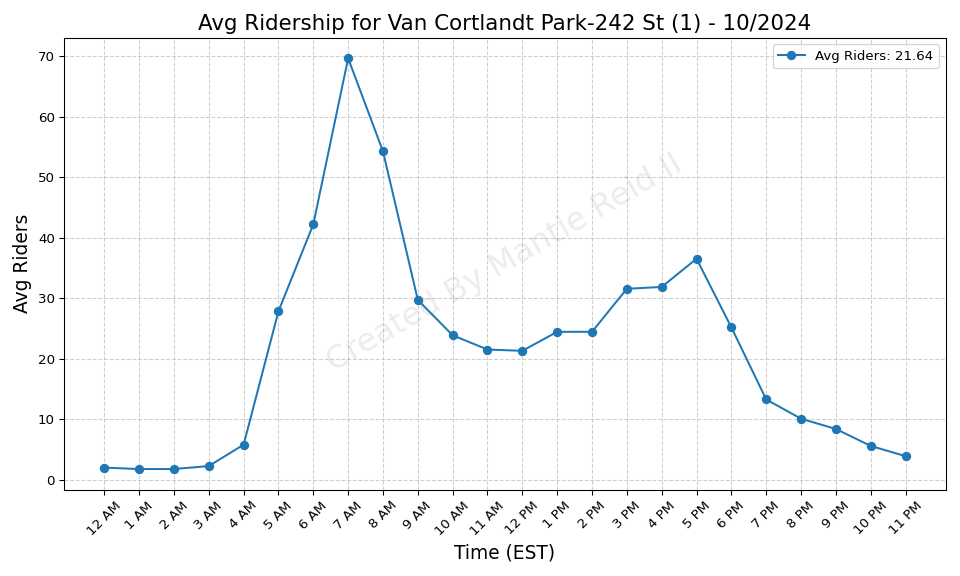 Avg Ridership for Van Cortlandt Park-242 St (1) - 10/2024
Avg Riders: 21.64
Avg Riders
70
60
50
40
30
20
10
0
Created By Mantie Reid II
12 AM
1 AM
2 AM
3 AM
4 AM
5 AM
6 AM
7 AM
8 AM
9 AM
10 AM
11 AM
12 PM
1 PM
2 PM
3 PM
4 PM
5 PM
6 PM
7 PM
8 PM
9 PM
10 PM
11 PM
Time (EST)